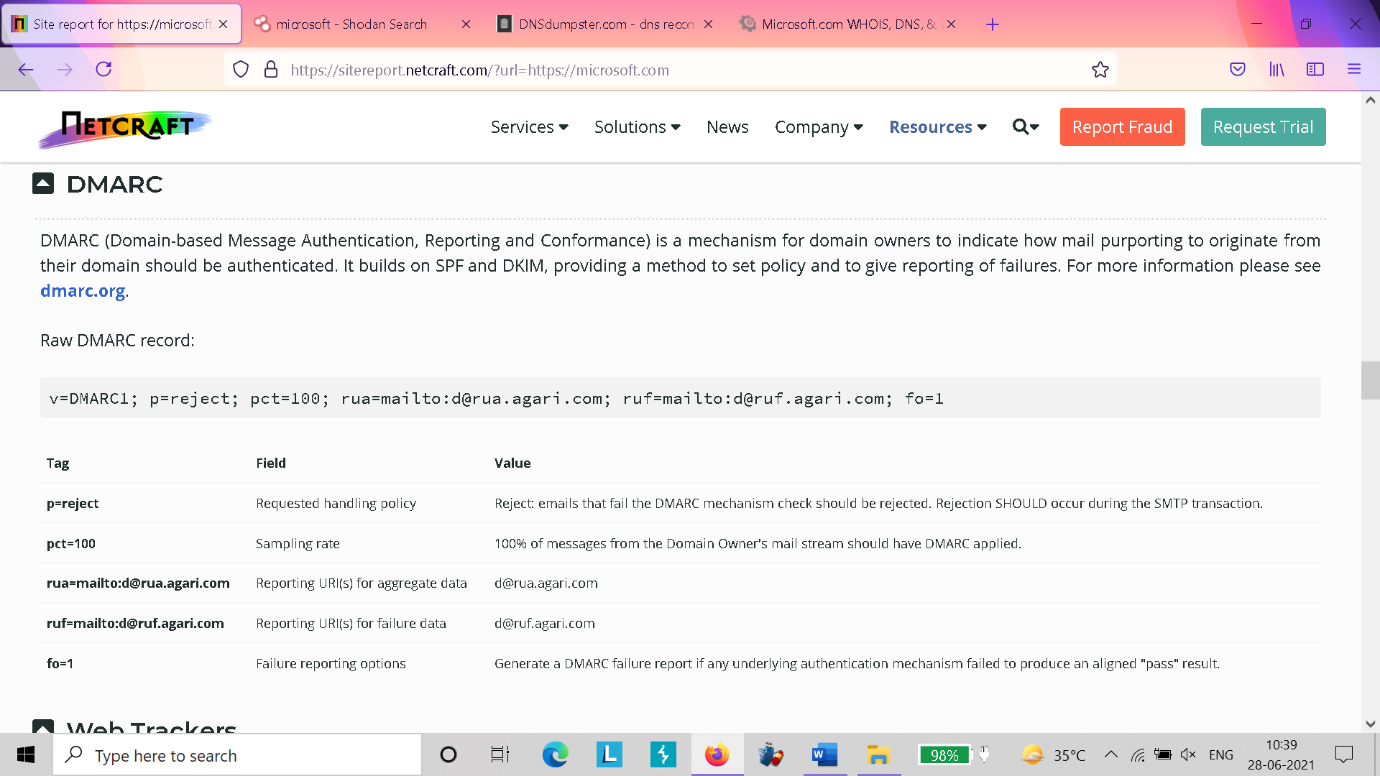 Site report for https://microsoft
microsoft - Shodan Search
DNSdumpster.com - dns recon
Microsoft.com WHOIS, DNS, &
https://sitereport.netcraft.com/?url=https://microsoft.com
NETCRAFT
Services
Solutions
News
Company
Resources
Report Fraud
Request Trial
DMARC
DMARC (Domain-based Message Authentication, Reporting and Conformance) is a mechanism for domain owners to indicate how mail purporting to originate from
their domain should be authenticated. It builds on SPF and DKIM, providing a method to set policy and to give reporting of failures. For more information please see
dmarc.org.
Raw DMARC record:
v=DMARC1; p=reject; pct=100; rua=mailto:d@rua.agari.com; ruf=mailto:d@ruf.agari.com; fo=1
Tag Field Value
p=reject Requested handling policy Reject: emails that fail the DMARC mechanism check should be rejected. Rejection SHOULD occur during the SMTP transaction.
pct=100 Sampling rate 100% of messages from the Domain Owner's mail stream should have DMARC applied.
rua=mailto:d@rua.agari.com Reporting URI(s) for aggregate data d@rua.agari.com
ruf=mailto:d@ruf.agari.com Reporting URI(s) for failure data d@ruf.agari.com
fo=1 Failure reporting options Generate a DMARC failure report if any underlying authentication mechanism failed to produce an aligned "pass" result.
Web Trackers
Type here to search
L
W
98%
35°C
ENG
10:39
28-06-2021